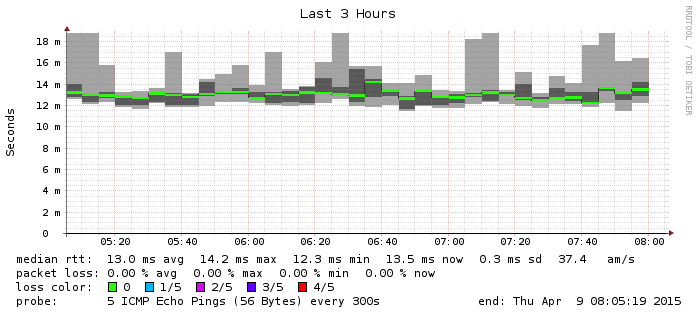 Last 3 Hours
RRDTOOL / TOBI OETIKER
Seconds
18 m
16 m
14 m
12 m
10 m
8 m
6 m
4 m
2 m
0
05:20 05:40 06:00 06:20 06:40 07:00 07:20 07:40 08:00
median rtt: 13.0 ms avg 14.2 ms max 12.3 ms min 13.5 ms now 0.3 ms sd 37.4 am/s
packet loss: 0.00 % avg 0.00 % max 0.00 % min 0.00 % now
loss color: 0 1/5 2/5 3/5 4/5
probe: 5 ICMP Echo Pings (56 Bytes) every 300s end: Thu Apr 9 08:05:19 2015